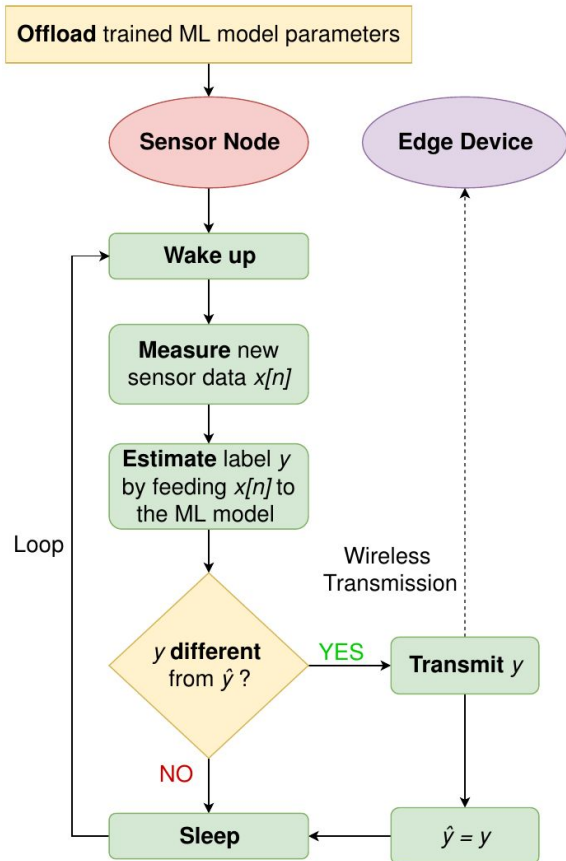 Offload trained ML model parameters
Sensor Node
Edge Device
Wake up
Measure new
sensor data x[n]
Estimate label y
by feeding x[n] to
the ML model
Loop
Wireless
Transmission
y different
from ŷ ?
YES
Transmit y
NO
Sleep
ŷ = y